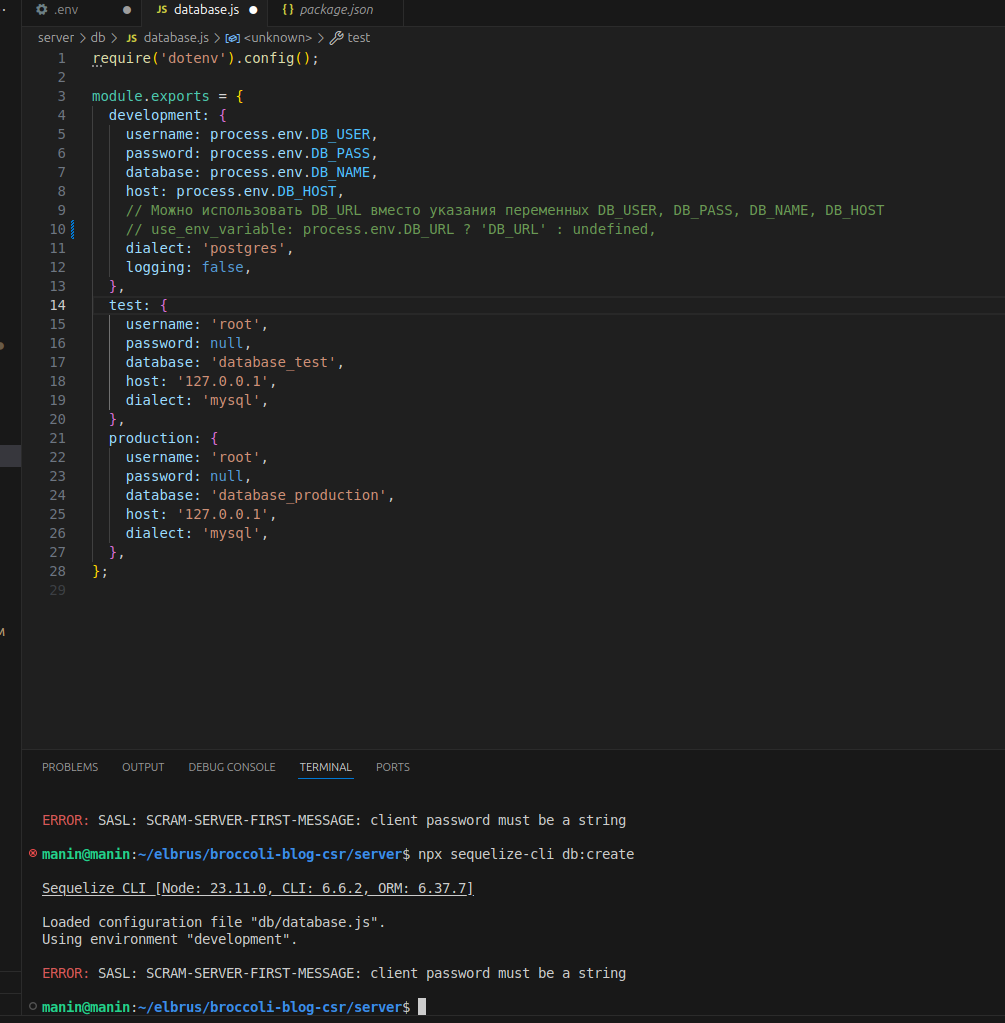 .env
JS database.js
{} package.json
server > db > JS database.js > <unknown> > test
1 require('dotenv').config();
2
3 module.exports = {
4 development: {
5 username: process.env.DB_USER,
6 password: process.env.DB_PASS,
7 database: process.env.DB_NAME,
8 host: process.env.DB_HOST,
9 // Можно использовать DB_URL вместо указания переменных DB_USER, DB_PASS, DB_NAME, DB_HOST
10 // use_env_variable: process.env.DB_URL ? 'DB_URL' : undefined,
11 dialect: 'postgres',
12 logging: false,
13 },
14 test: {
15 username: 'root',
16 password: null,
17 database: 'database_test',
18 host: '127.0.0.1',
19 dialect: 'mysql',
20 },
21 production: {
22 username: 'root',
23 password: null,
24 database: 'database_production',
25 host: '127.0.0.1',
26 dialect: 'mysql',
27 },
28 };
29
M
PROBLEMS OUTPUT DEBUG CONSOLE TERMINAL PORTS
ERROR: SASL: SCRAM-SERVER-FIRST-MESSAGE: client password must be a string
manin@manin:~/elbrus/broccoli-blog-csr/server$ npx sequelize-cli db:create
Sequelize CLI [Node: 23.11.0, CLI: 6.6.2, ORM: 6.37.7]
Loaded configuration file "db/database.js".
Using environment "development".
ERROR: SASL: SCRAM-SERVER-FIRST-MESSAGE: client password must be a string
manin@manin:~/elbrus/broccoli-blog-csr/server$